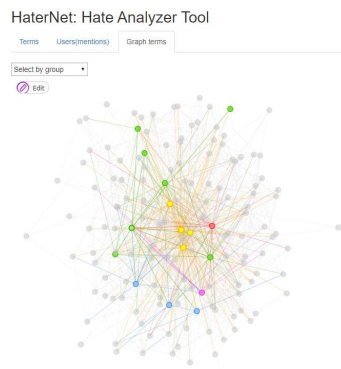 HaterNet: Hate Analyzer Tool
Terms Users(mentions) Graph terms
Select by group
Edit